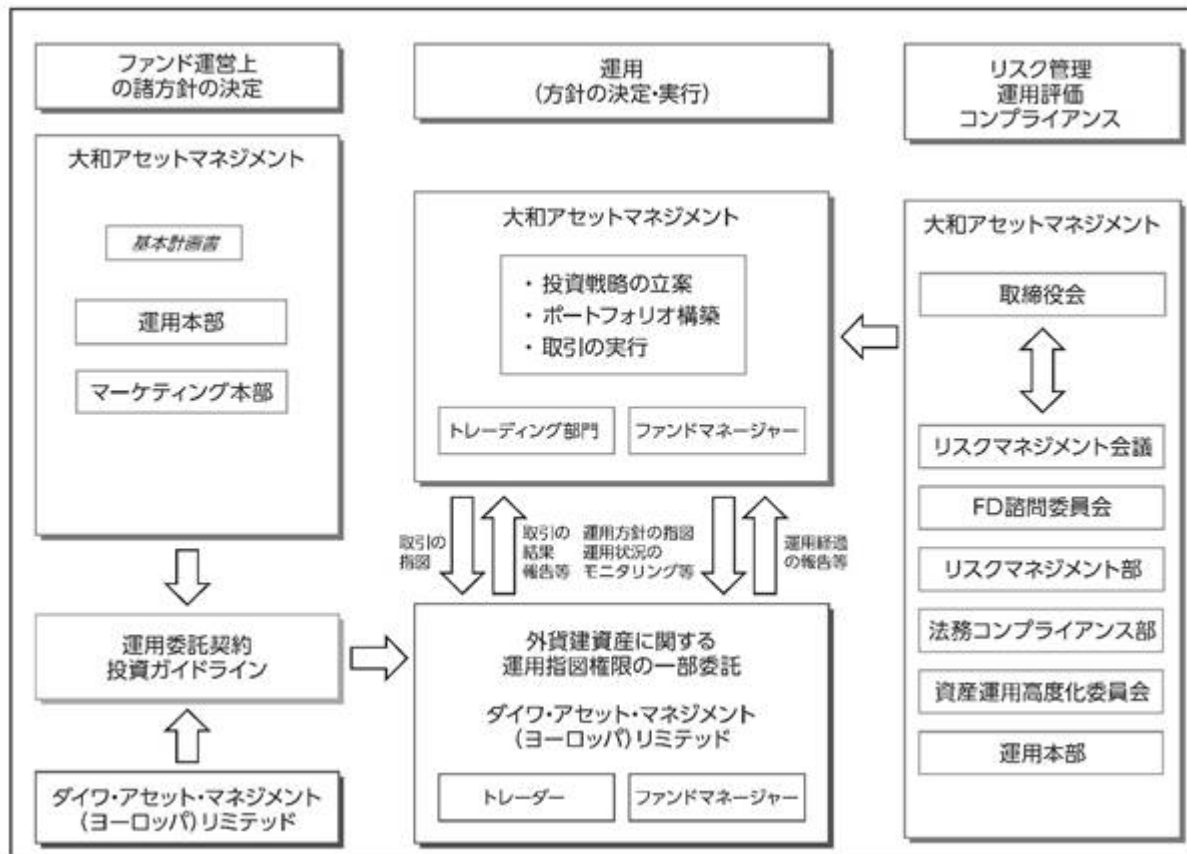 ファンド運営上
の諸方針の決定
大和アセットマネジメント
基本計画書
運用本部
マーケティング本部
運用委託契約
投資ガイドライン
ダイワ・アセット・マネジメント
(ヨーロッパ)リミテッド
運用
(方針の決定・実行)
大和アセットマネジメント
・ 投資戦略の立案
・ ポートフォリオ構築
・ 取引の実行
トレーディング部門
ファンドマネージャー
取引の
指図
取引の
結果
報告等
運用方針の指図
運用状況の
モニタリング等
運用経過
の報告等
外貨建資産に関する
運用指図権限の一部委託
ダイワ・アセット・マネジメント
(ヨーロッパ)リミテッド
トレーダー
ファンドマネージャー
リスク管理
運用評価
コンプライアンス
大和アセットマネジメント
取締役会
リスクマネジメント会議
FD諮問委員会
リスクマネジメント部
法務コンプライアンス部
資産運用高度化委員会
運用本部